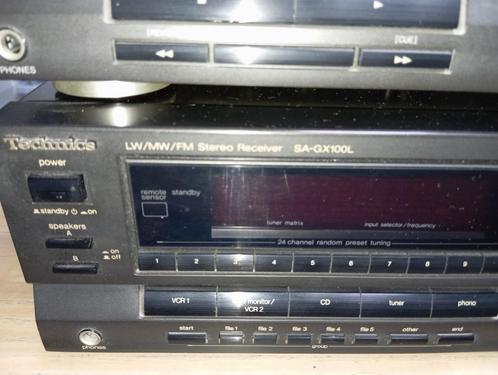 PHONES
[CUE]
Technics
LW/MW/FM Stereo Receiver SA-GX100L
power
standby on
speakers
A
B
on
off
remote sensor
standby
tuner matrix
input selector/frequency
24 channel random preset tuning
1 2 3 4 5 6 7 8 9
VCR 1
monitor/
VCR 2
CD
tuner
phono
start
file 1 file 2 file 3 file 4 file 5
other
end
group
phones